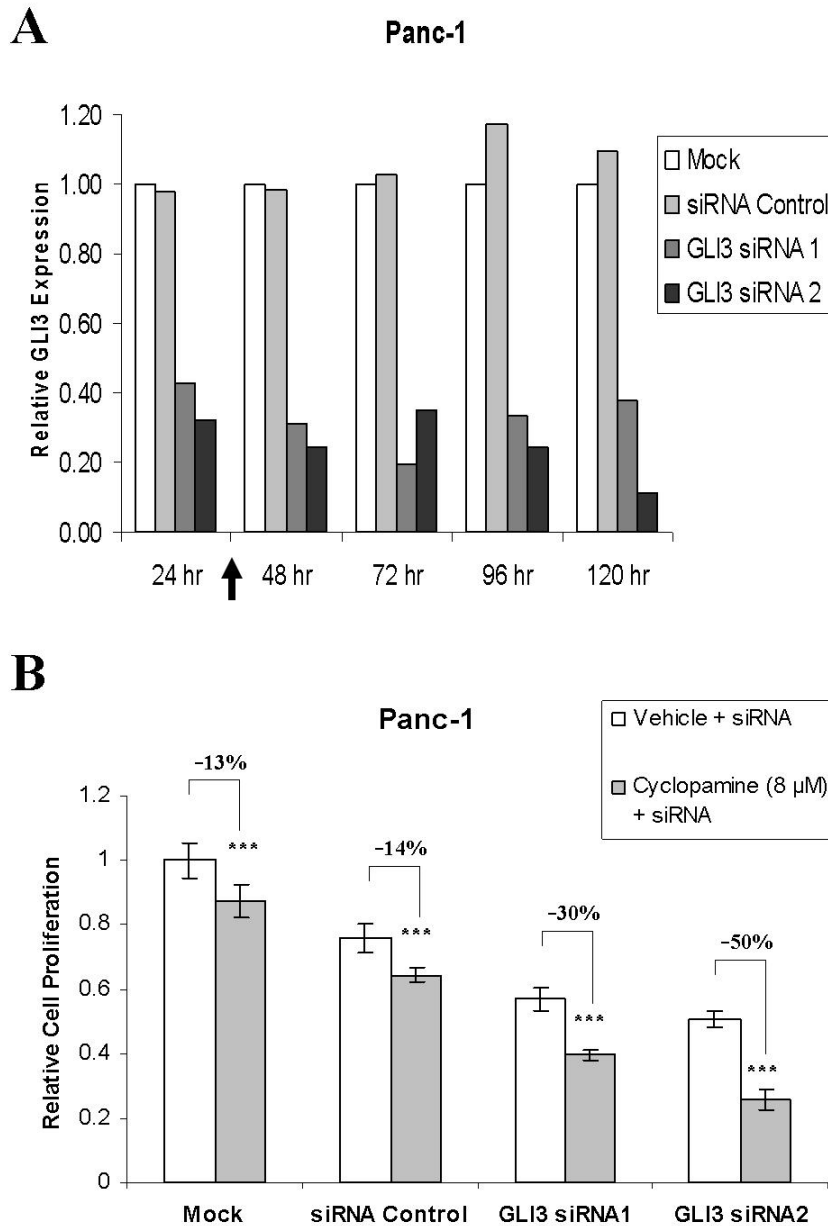 A
Panc-1
Relative GLI3 Expression
1.20
1.00
0.80
0.60
0.40
0.20
0.00
24 hr
48 hr
72 hr
96 hr
120 hr
Mock
siRNA Control
GLI3 siRNA 1
GLI3 siRNA 2
B
Panc-1
Vehicle + siRNA
Cyclopamine (8 µM)
+ siRNA
Relative Cell Proliferation
1.2
1
0.8
0.6
0.4
0.2
0
-13%
***
-14%
***
-30%
***
-50%
***
Mock
siRNA Control
GLI3 siRNA1
GLI3 siRNA2